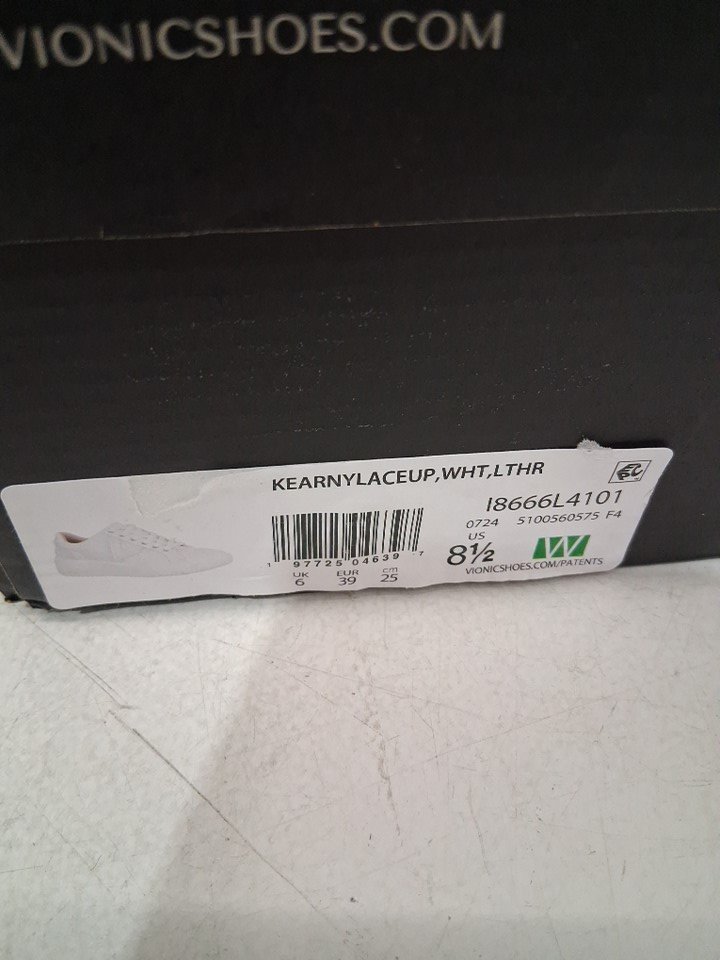 VIONICSHOES.COM
KEARNYLACEUP,WHT,LTHR
I8666L4101
0724 5100560575 F4
US
8½
1 97725 04639 7
UK EUR cm
6 39 25
W
VIONICSHOES.COM/PATENTS